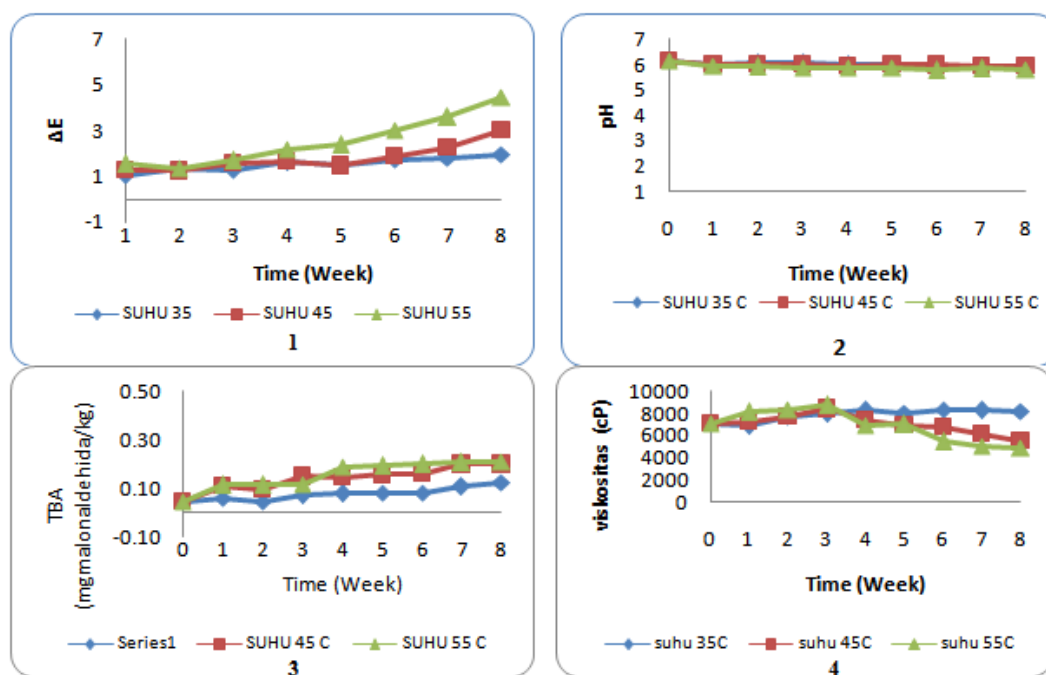 7
5
3
1
-1
ΔE
1 2 3 4 5 6 7 8
Time (Week)
SUHU 35 SUHU 45 SUHU 55
1
7
6
5
4
3
2
1
pH
0 1 2 3 4 5 6 7 8
Time (Week)
SUHU 35 C SUHU 45 C SUHU 55 C
2
0.50
0.30
0.10
-0.10
TBA
(mgmalonaldehida/kg)
0 1 2 3 4 5 6 7 8
Time (Week)
Series1 SUHU 45 C SUHU 55 C
3
10000
8000
6000
4000
2000
0
viskositas (cP)
0 1 2 3 4 5 6 7 8
Time (Week)
suhu 35C suhu 45C suhu 55C
4